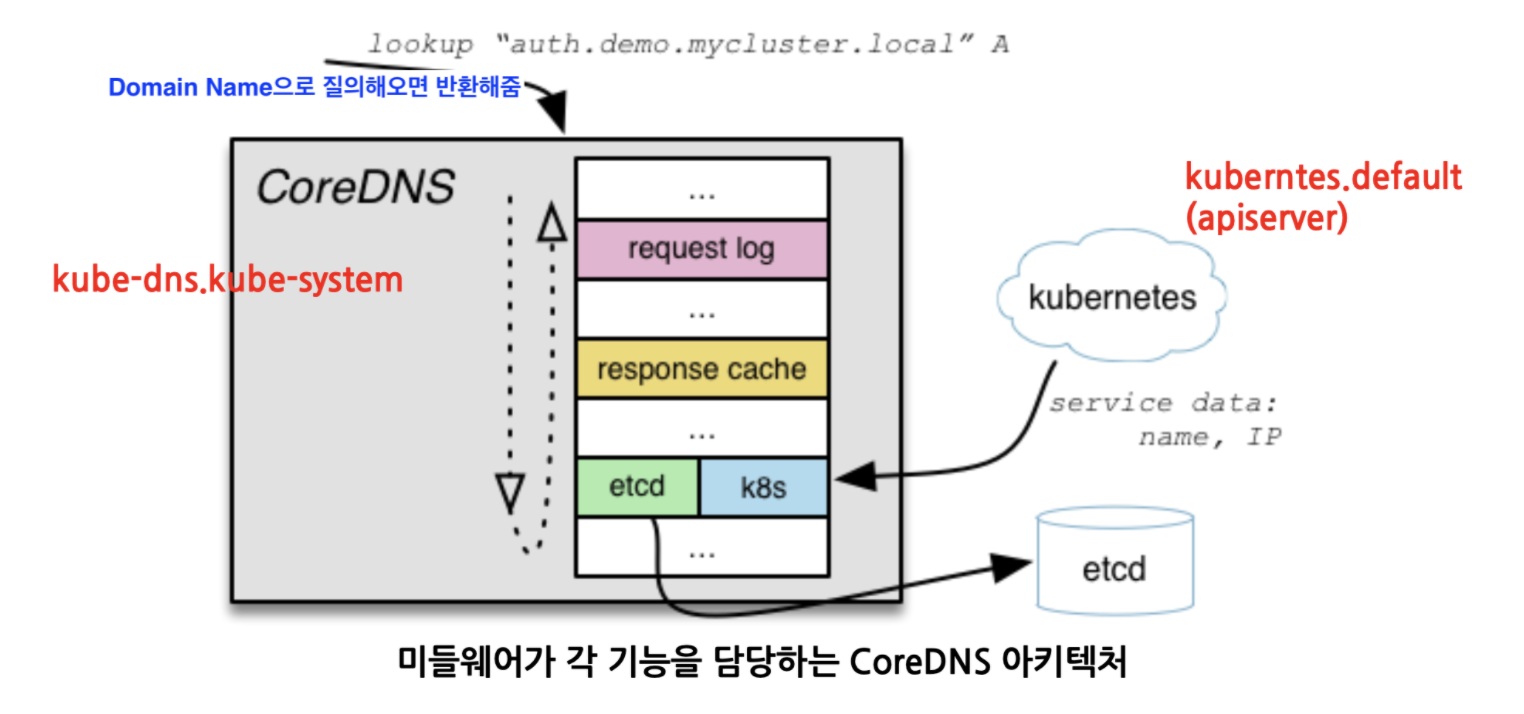 lookup “auth.demo.mycluster.local” A
Domain Name으로 질의해오면 반환해줌
CoreDNS
kube-dns.kube-system
...
request log
...
response cache
...
etcd
k8s
...
kuberntes.default
(apiserver)
kubernetes
service data:
name, IP
etcd
미들웨어가 각 기능을 담당하는 CoreDNS 아키텍처